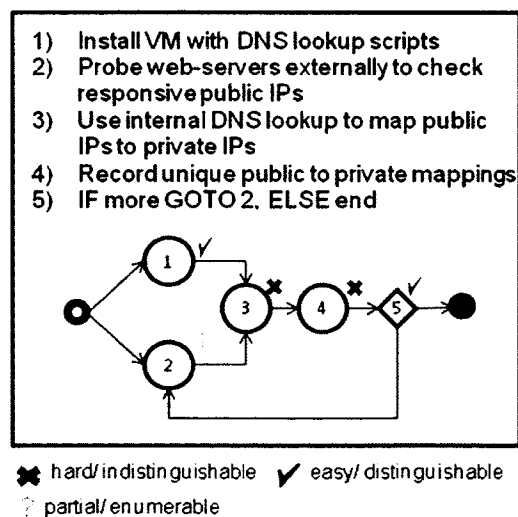 1) Install VM with DNS lookup scripts
2) Probe web-servers externally to check
responsive public IPs
3) Use internal DNS lookup to map public
IPs to private IPs
4) Record unique public to private mappings
5) IF more GOTO 2, ELSE end
1
3
4
5
2
✖ hard/indistinguishable ✓ easy/distinguishable
? partial/enumerable